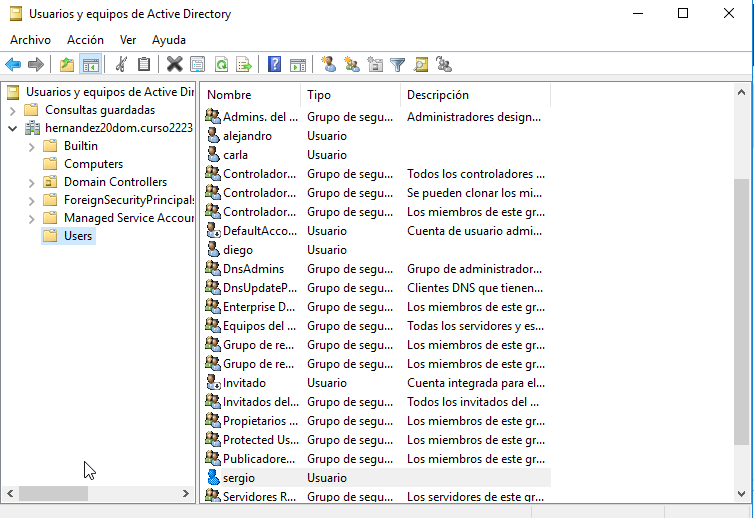 Usuarios y equipos de Active Directory
Archivo Acción Ver Ayuda
Usuarios y equipos de Active Dir
Consultas guardadas
hernandez20dom.curso2223
Builtin
Computers
Domain Controllers
ForeignSecurityPrincipals
Managed Service Accour
Users
Nombre Tipo Descripción
Admins. del ... Grupo de segu... Administradores design...
alejandro Usuario
carla Usuario
Controlador... Grupo de segu... Todos los controladores ...
Controlador... Grupo de segu... Se pueden clonar los mi...
Controlador... Grupo de segu... Los miembros de este gr...
DefaultAcco... Usuario Cuenta de usuario admi...
diego Usuario
DnsAdmins Grupo de segu... Grupo de administrador...
DnsUpdateP... Grupo de segu... Clientes DNS que tienen...
Enterprise D... Grupo de segu... Los miembros de este gr...
Equipos del ... Grupo de segu... Todas los servidores y es...
Grupo de re... Grupo de segu... Los miembros de este gr...
Grupo de re... Grupo de segu... Los miembros de este gr...
Invitado Usuario Cuenta integrada para el...
Invitados del... Grupo de segu... Todos los invitados del ...
Propietarios ... Grupo de segu... Los miembros de este gr...
Protected Us... Grupo de segu... Los miembros de este gr...
Publicadore... Grupo de segu... Los miembros de este gr...
sergio Usuario
Servidores R... Grupo de segu... Los servidores de este gr...